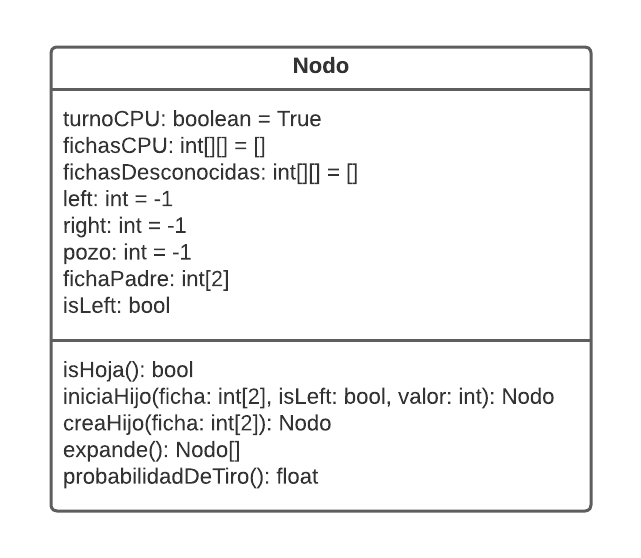 Nodo
turnoCPU: boolean = True
fichasCPU: int[][] = []
fichasDesconocidas: int[][] = []
left: int = -1
right: int = -1
pozo: int = -1
fichaPadre: int[2]
isLeft: bool
isHoja(): bool
iniciaHijo(ficha: int[2], isLeft: bool, valor: int): Nodo
creaHijo(ficha: int[2]): Nodo
expande(): Nodo[]
probabilidadDeTiro(): float